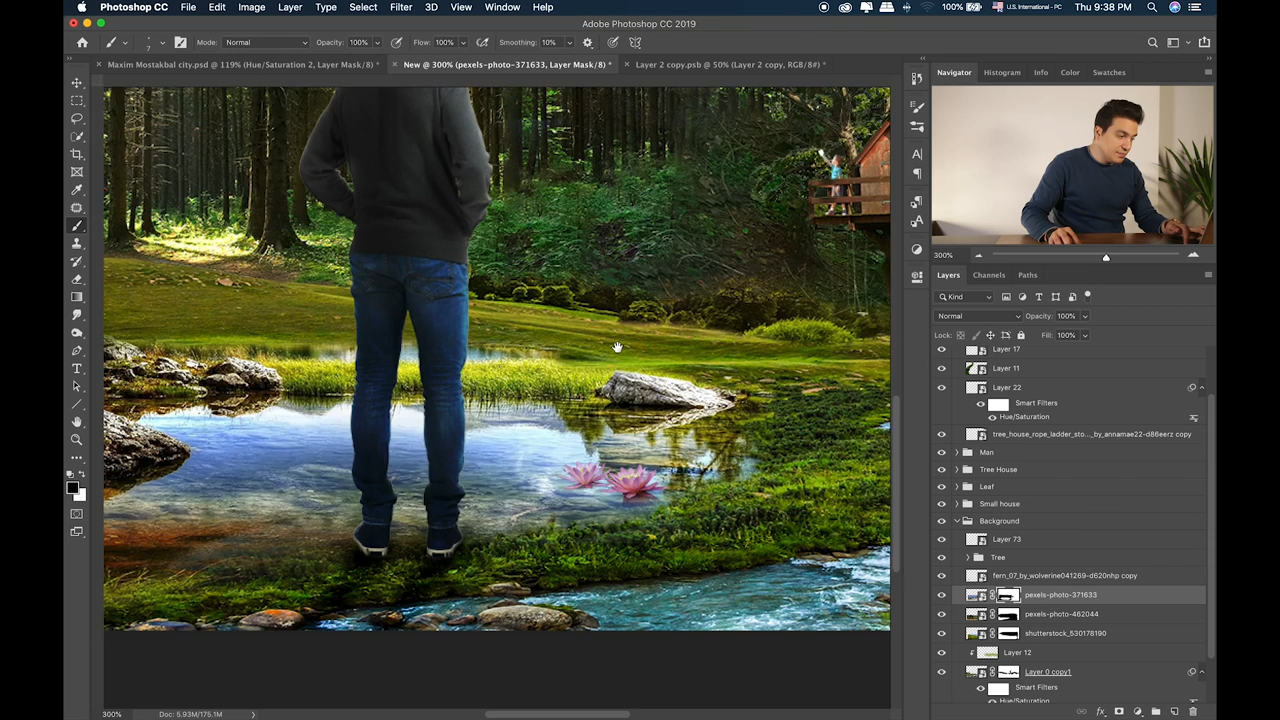 Photoshop CC File Edit Image Layer Type Select Filter 3D View Window Help 100% U.S. International - PC Thu 9:38 PM
Adobe Photoshop CC 2019
7 Mode: Normal Opacity: 100% Flow: 100% Smoothing: 10%
Maxim Mostakbal city.psd @ 119% (Hue/Saturation 2, Layer Mask/8) * New @ 300% (pexels-photo-371633, Layer Mask/8) * Layer 2 copy.psb @ 50% (Layer 2 copy, RGB/8#) *
Navigator Histogram Info Color Swatches
300%
Layers Channels Paths
Kind
Normal Opacity: 100%
Lock: Fill: 100%
Layer 17
Layer 11
Layer 22
Smart Filters
Hue/Saturation
tree_house_rope_ladder_sto..._by_annamae22-d86eerz copy
Man
Tree House
Leaf
Small house
Background
Layer 73
Tree
fern_07_by_wolverine041269-d620nhp copy
pexels-photo-371633
pexels-photo-462044
shutterstock_530178190
Layer 12
Layer 0 copy1
Smart Filters
Hue/Saturation
300% Doc: 5.93M/175.1M